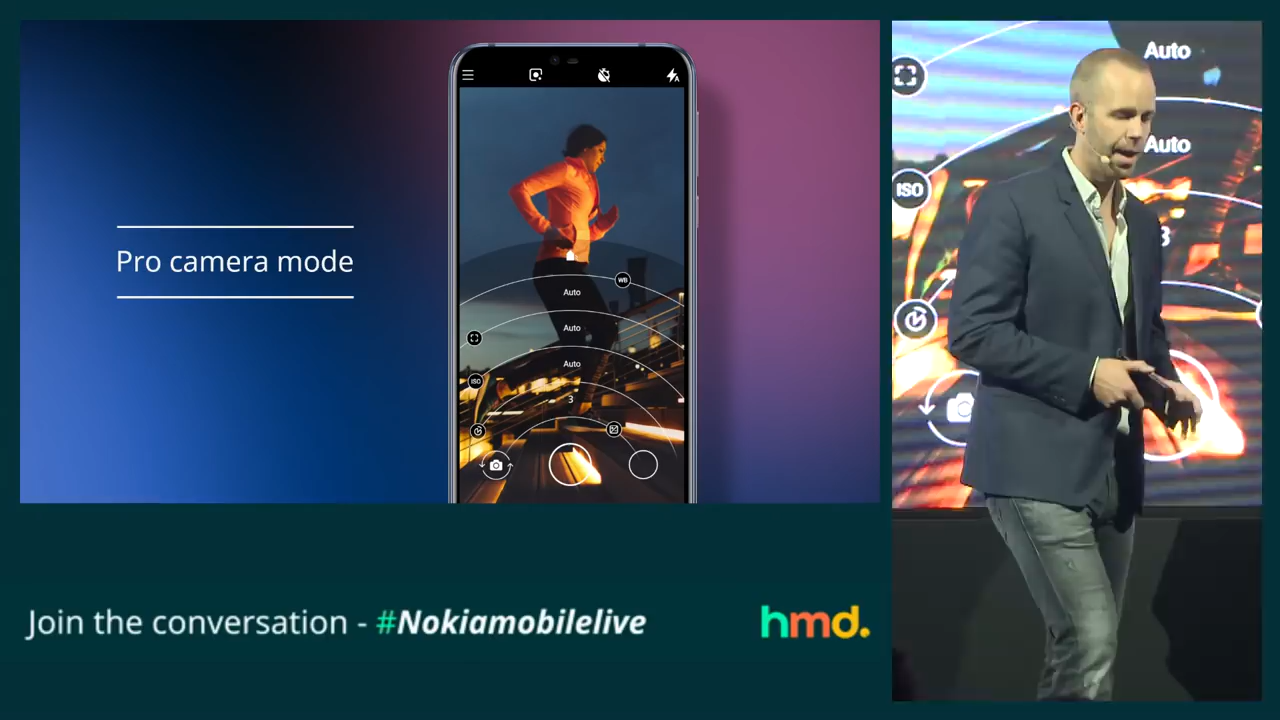 Pro camera mode
A
WB
Auto
Auto
Auto
ISO
3
Join the conversation - #Nokiamobilelive
hmd.
Auto
Auto
ISO
3